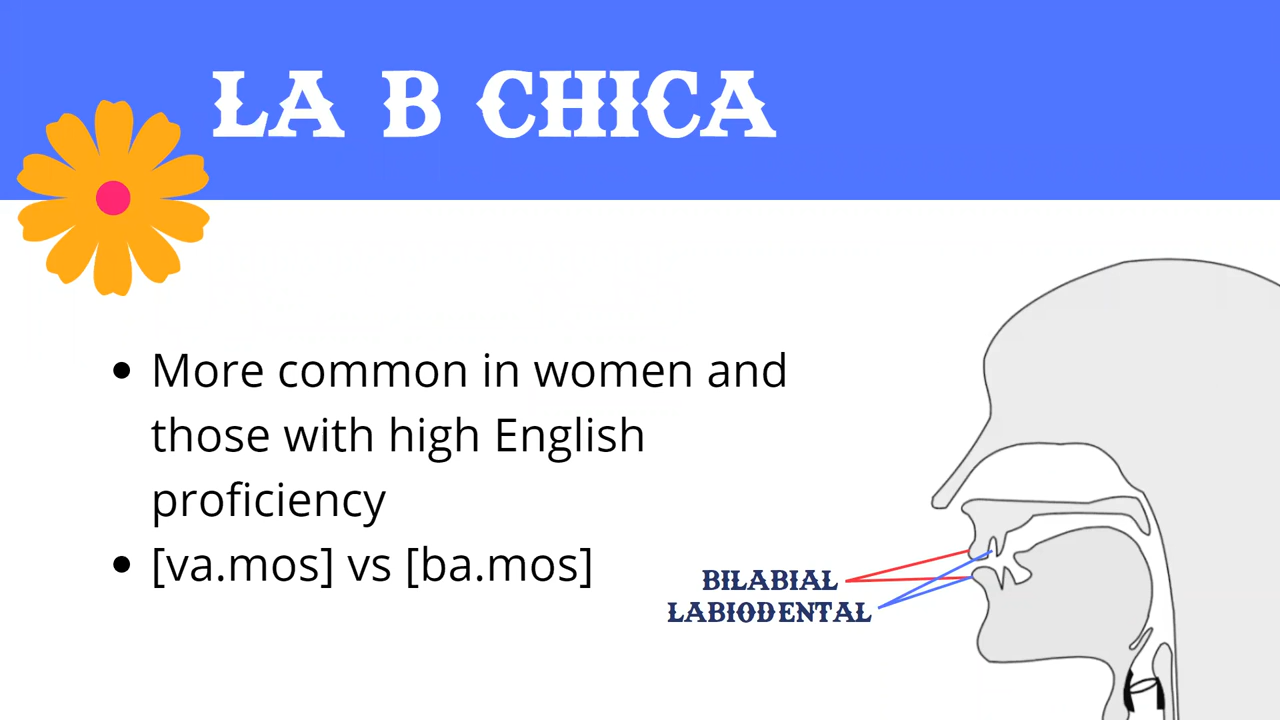 LA B CHICA
• More common in women and
those with high English
proficiency
• [va.mos] vs [ba.mos]
BILABIAL
LABIODENTAL